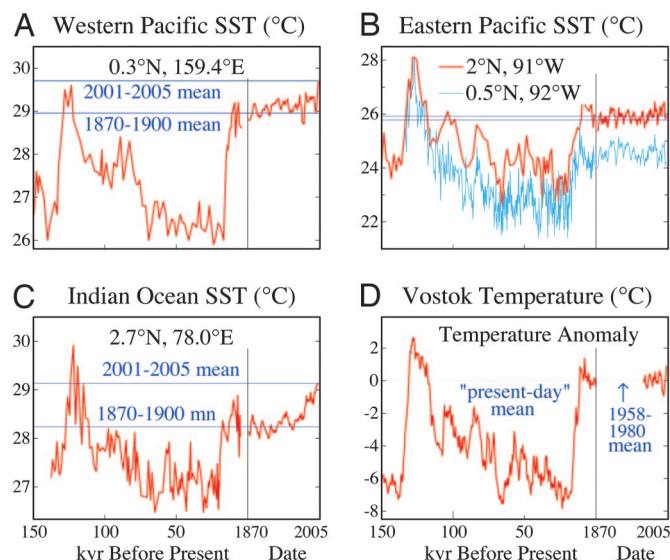 A Western Pacific SST (°C)
0.3°N, 159.4°E
2001-2005 mean
1870-1900 mean
30
29
28
27
26
150
100
50
B Eastern Pacific SST (°C)
2°N, 91°W
0.5°N, 92°W
28
26
24
22
C Indian Ocean SST (°C)
2.7°N, 78.0°E
2001-2005 mean
1870-1900 mn
30
29
28
27
150
100
50
1870
2005
kyr Before Present
Date
D Vostok Temperature (°C)
Temperature Anomaly
"present-day"
mean
↑
1958-
1980
mean
2
0
-2
-4
-6
-8
150
100
50
1870
2005
kyr Before Present
Date